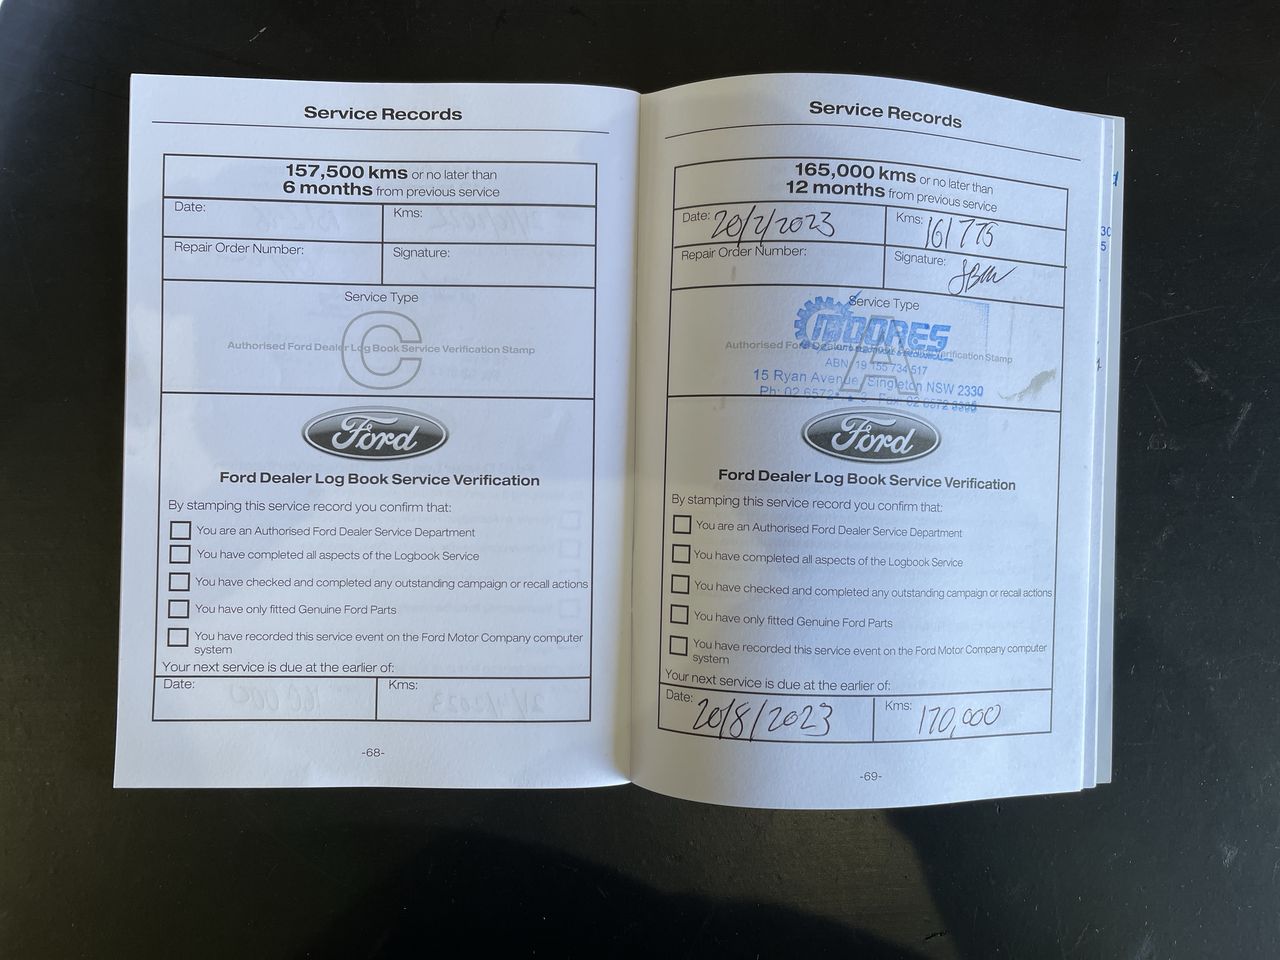 Service Records
157,500 kms or no later than
6 months from previous service
Date:
Kms:
Repair Order Number:
Signature:
Service Type
C
Authorised Ford Dealer Log Book Service Verification Stamp
Ford
Ford Dealer Log Book Service Verification
By stamping this service record you confirm that:
You are an Authorised Ford Dealer Service Department
You have completed all aspects of the Logbook Service
You have checked and completed any outstanding campaign or recall actions
You have only fitted Genuine Ford Parts
You have recorded this service event on the Ford Motor Company computer
system
Your next service is due at the earlier of:
Date:
Kms:
-68-
Service Records
165,000 kms or no later than
12 months from previous service
Date: 20/2/2023
Kms: 161775
Repair Order Number:
Signature:
Service Type
MOORES
A
Authorised Ford Dealer Verification Stamp
ABN 19 155 734 517
15 Ryan Avenue Singleton NSW 2330
Ph: 02 6572 Fax: 02 6572
Ford
Ford Dealer Log Book Service Verification
By stamping this service record you confirm that:
You are an Authorised Ford Dealer Service Department
You have completed all aspects of the Logbook Service
You have checked and completed any outstanding campaign or recall actions
You have only fitted Genuine Ford Parts
You have recorded this service event on the Ford Motor Company computer
system
Your next service is due at the earlier of:
Date: 20/8/2023
Kms: 170,000
-69-